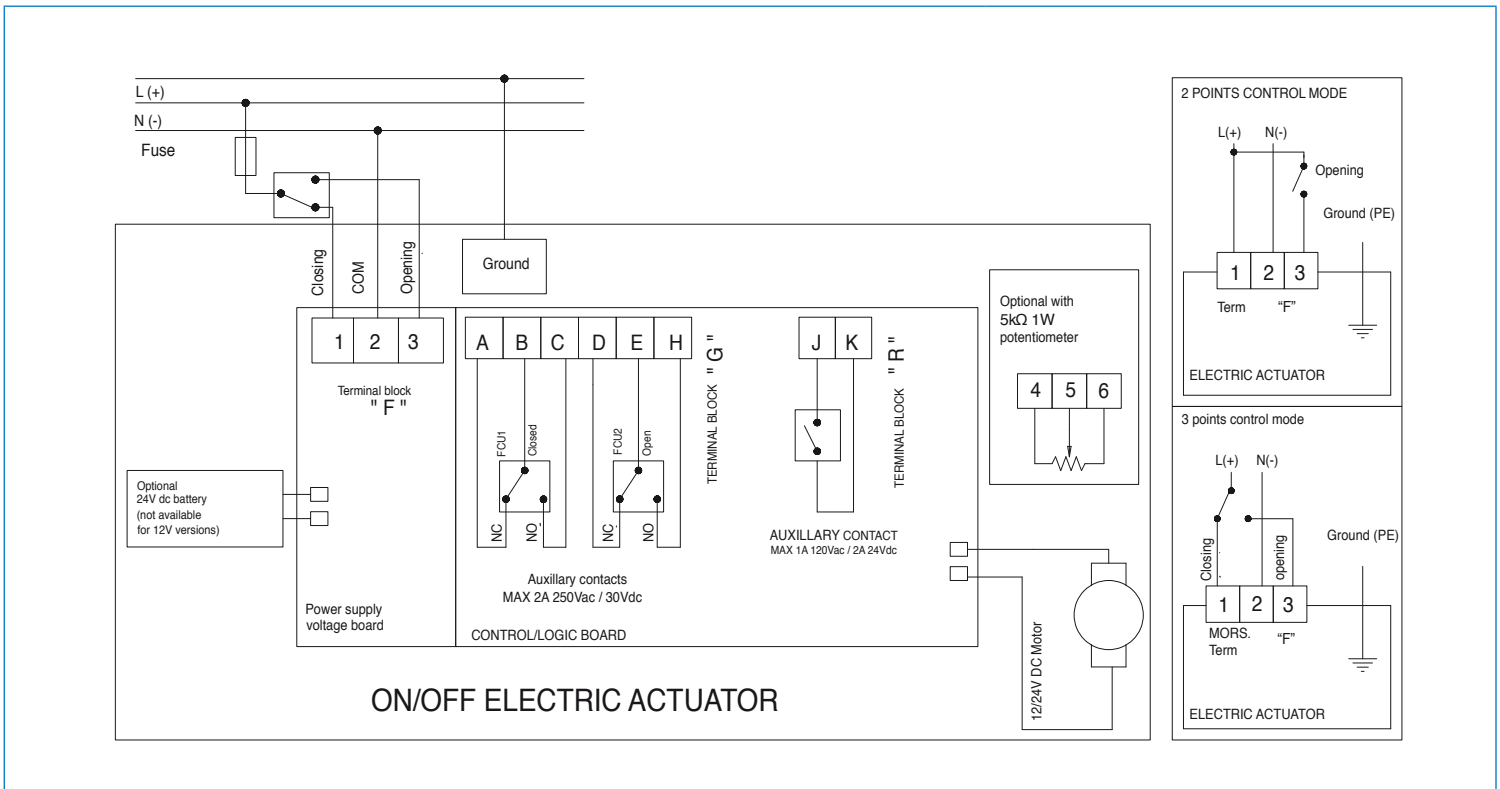 L (+)
N (-)
Fuse
Closing
COM
Opening
Ground
1 2 3
Terminal block
" F "
Optional
24V dc battery
(not available
for 12V versions)
Power supply
voltage board
A B C D E H
TERMINAL BLOCK " G "
FCU1
Closed
FCU2
Open
NC
NO
NC
NO
Auxillary contacts
MAX 2A 250Vac / 30Vdc
CONTROL/LOGIC BOARD
J K
TERMINAL BLOCK " R "
AUXILLARY CONTACT
MAX 1A 120Vac / 2A 24Vdc
Optional with
5kΩ 1W
potentiometer
4 5 6
12/24V DC Motor
ON/OFF ELECTRIC ACTUATOR
2 POINTS CONTROL MODE
L(+) N(-)
Opening
Ground (PE)
1 2 3
Term "F"
ELECTRIC ACTUATOR
3 points control mode
L(+) N(-)
Ground (PE)
Closing
opening
1 2 3
MORS.
Term "F"
ELECTRIC ACTUATOR